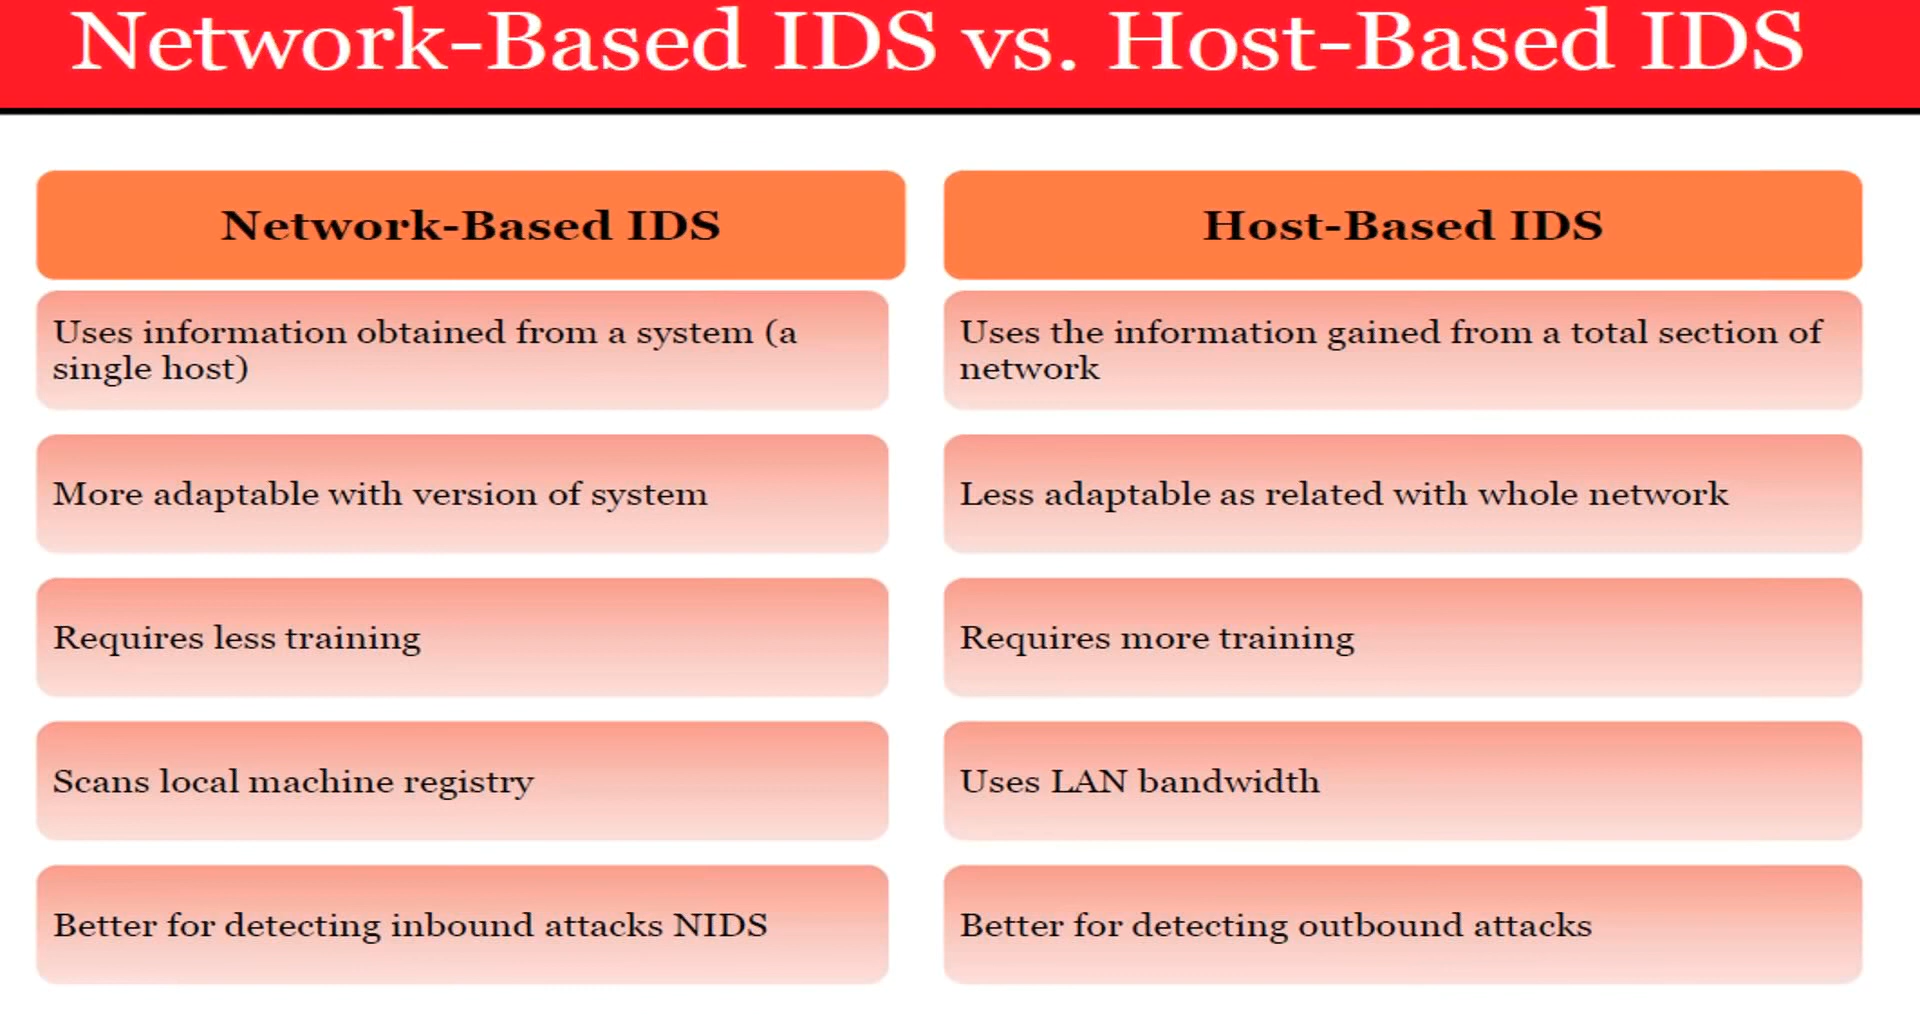 Network-Based IDS vs. Host-Based IDS
Network-Based IDS
Host-Based IDS
Uses information obtained from a system (a
single host)
Uses the information gained from a total section of
network
More adaptable with version of system
Less adaptable as related with whole network
Requires less training
Requires more training
Scans local machine registry
Uses LAN bandwidth
Better for detecting inbound attacks NIDS
Better for detecting outbound attacks